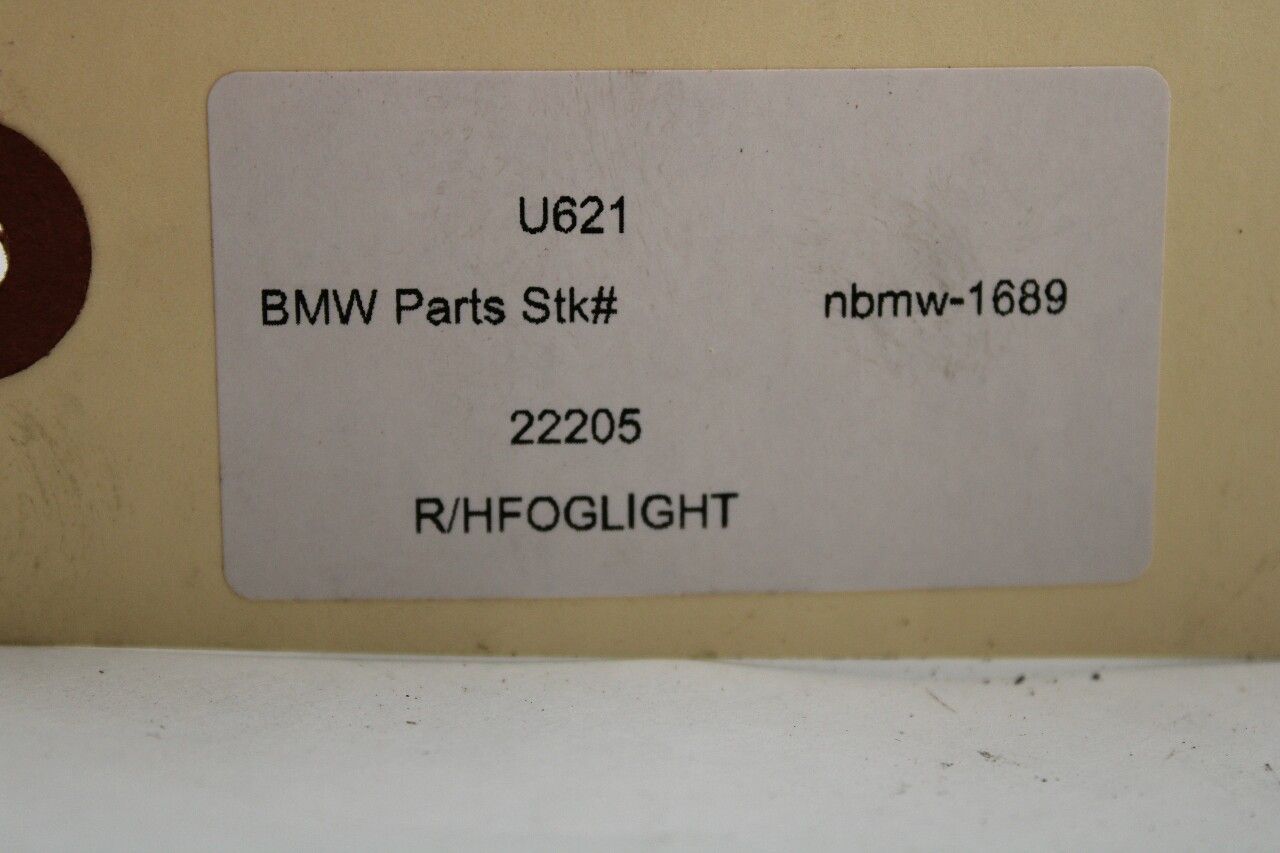 U621
BMW Parts Stk# nbmw-1689
22205
R/HFOGLIGHT